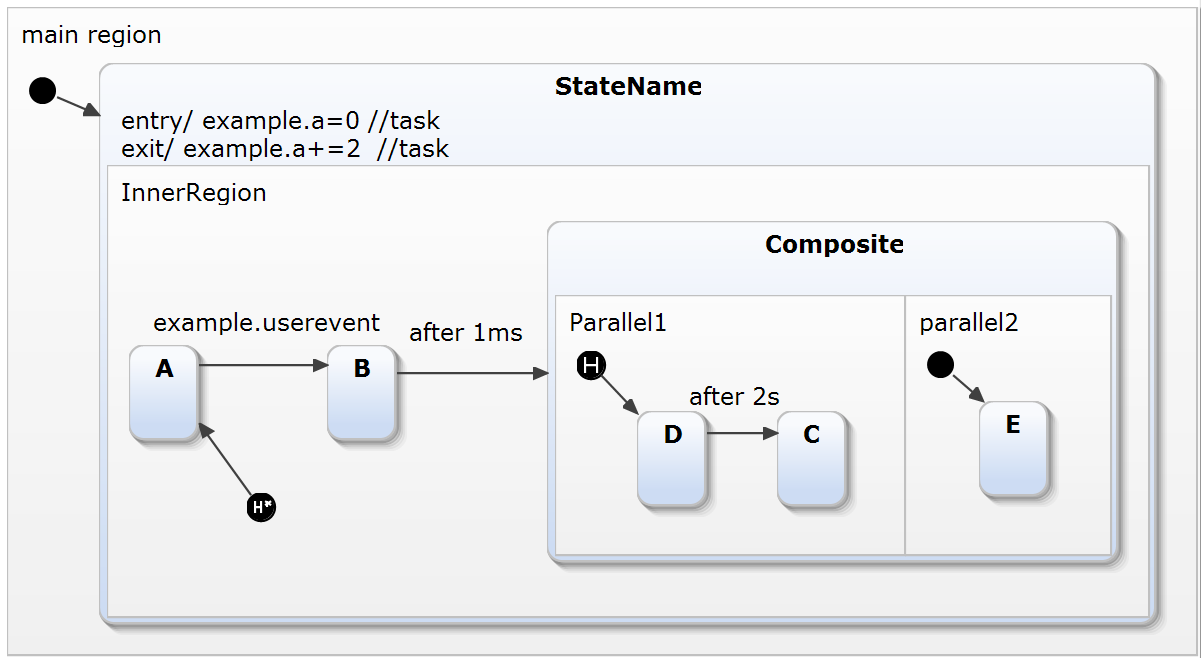 main region
StateName
entry/ example.a=0 //task
exit/ example.a+=2  //task
InnerRegion
Composite
example.userevent
after 1ms
Parallel1
parallel2
A
B
H
after 2s
D
C
E
H*